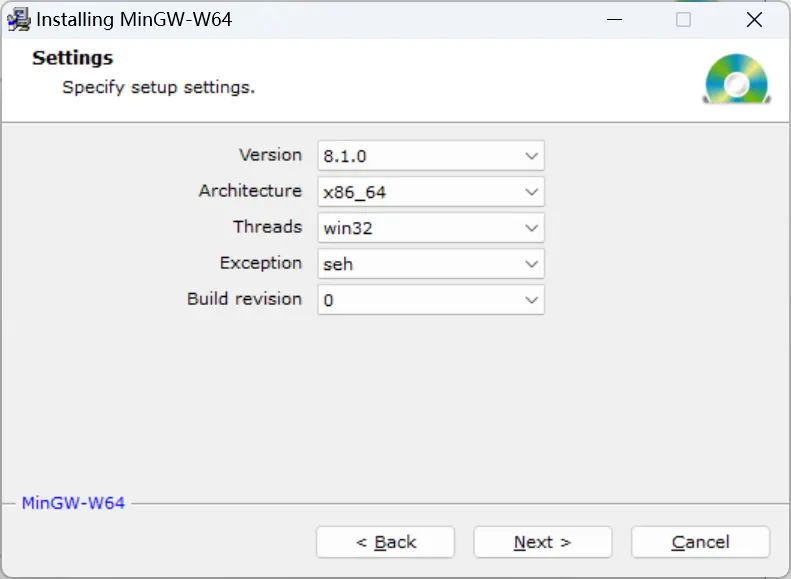 Installing MinGW-W64
Settings
Specify setup settings.
Version 8.1.0
Architecture x86_64
Threads win32
Exception seh
Build revision 0
MinGW-W64
< Back Next > Cancel